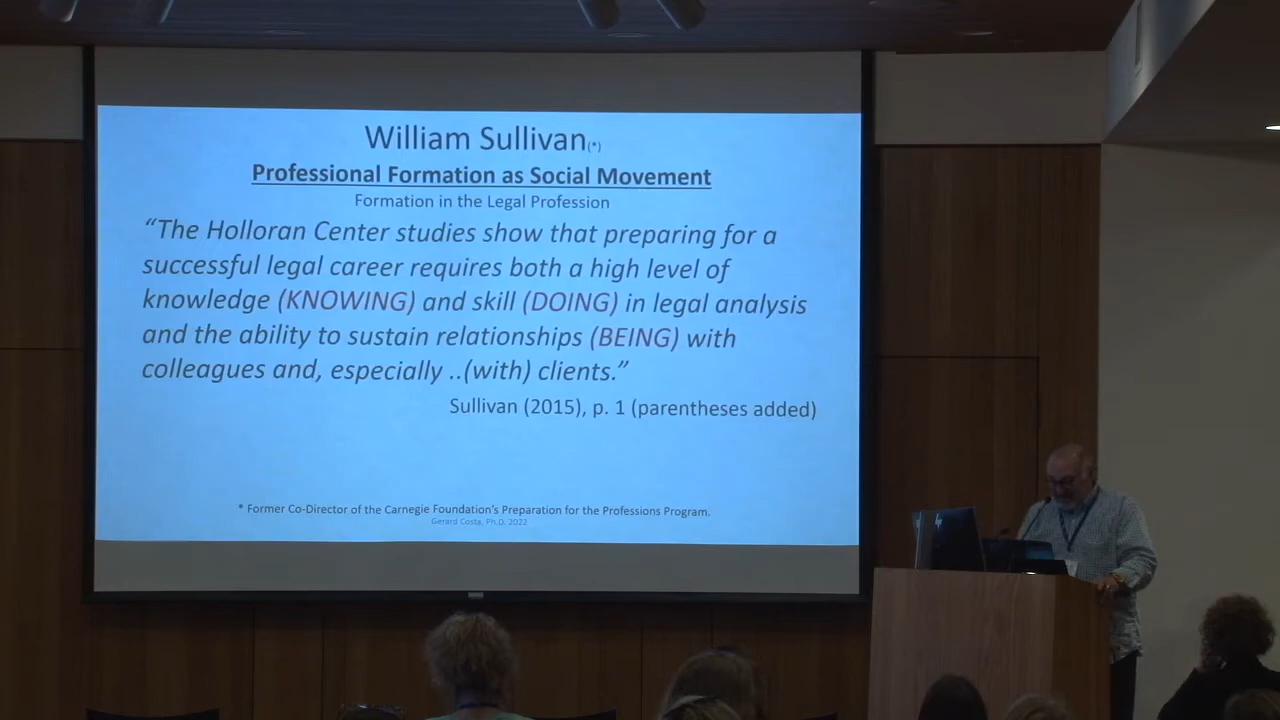 William Sullivan(*)
Professional Formation as Social Movement
Formation in the Legal Profession
“The Holloran Center studies show that preparing for a
successful legal career requires both a high level of
knowledge (KNOWING) and skill (DOING) in legal analysis
and the ability to sustain relationships (BEING) with
colleagues and, especially ..(with) clients.”
Sullivan (2015), p. 1 (parentheses added)
* Former Co-Director of the Carnegie Foundation’s Preparation for the Professions Program.
Gerard Costa, Ph.D. 2022